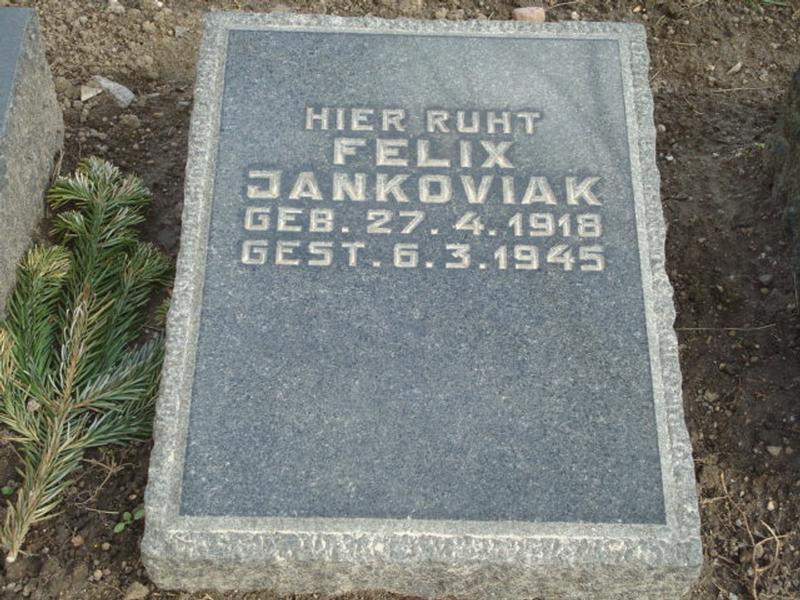 HIER RUHT
FELIX
JANKOVIAK
GEB. 27. 4. 1918
GEST. 6. 3. 1945